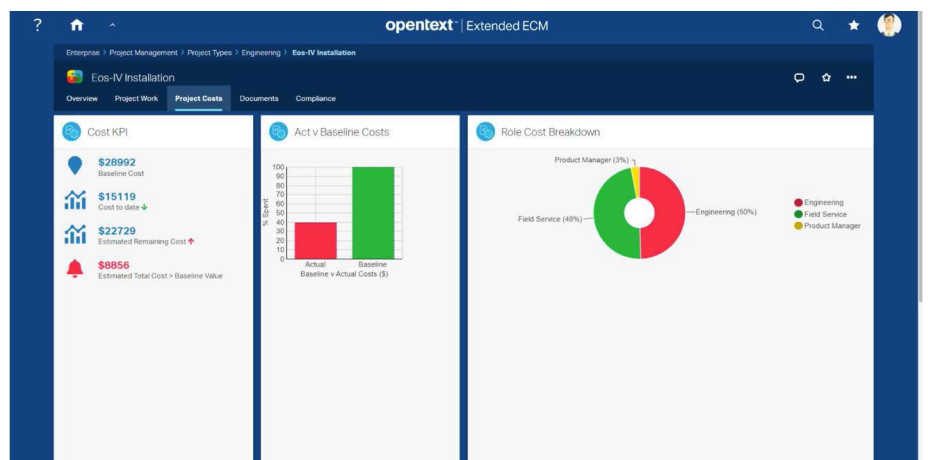 ?
opentext™ | Extended ECM
Enterprise > Project Management > Project Types > Engineering > Eos-IV Installation
Eos-IV Installation
Overview Project Work Project Costs Documents Compliance
Cost KPI
$28992
Baseline Cost
$15119
Cost to date
$22729
Estimated Remaining Cost
$8856
Estimated Total Cost > Baseline Value
Act v Baseline Costs
% Spent
100
90
80
70
60
50
40
30
20
10
0
Actual Baseline
Baseline v Actual Costs ($)
Role Cost Breakdown
Product Manager (3%)
Field Service (48%)
Engineering (50%)
Engineering
Field Service
Product Manager